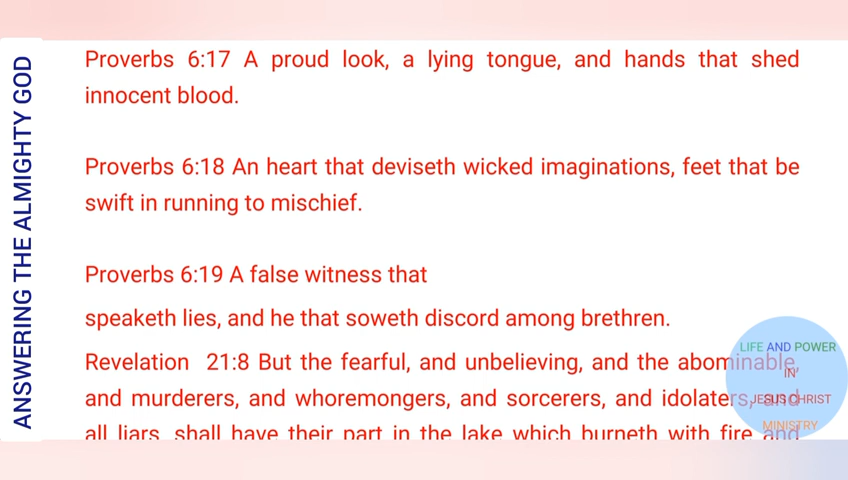 ANSWERING THE ALMIGHTY GOD
Proverbs 6:17 A proud look, a lying tongue, and hands that shed
innocent blood.
Proverbs 6:18 An heart that deviseth wicked imaginations, feet that be
swift in running to mischief.
Proverbs 6:19 A false witness that
speaketh lies, and he that soweth discord among brethren.
Revelation 21:8 But the fearful, and unbelieving, and the abominable,
and murderers, and whoremongers, and sorcerers, and idolaters, and
all liars, shall have their part in the lake which burneth with fire and
LIFE AND POWER
IN
JESUS CHRIST
MINISTRY